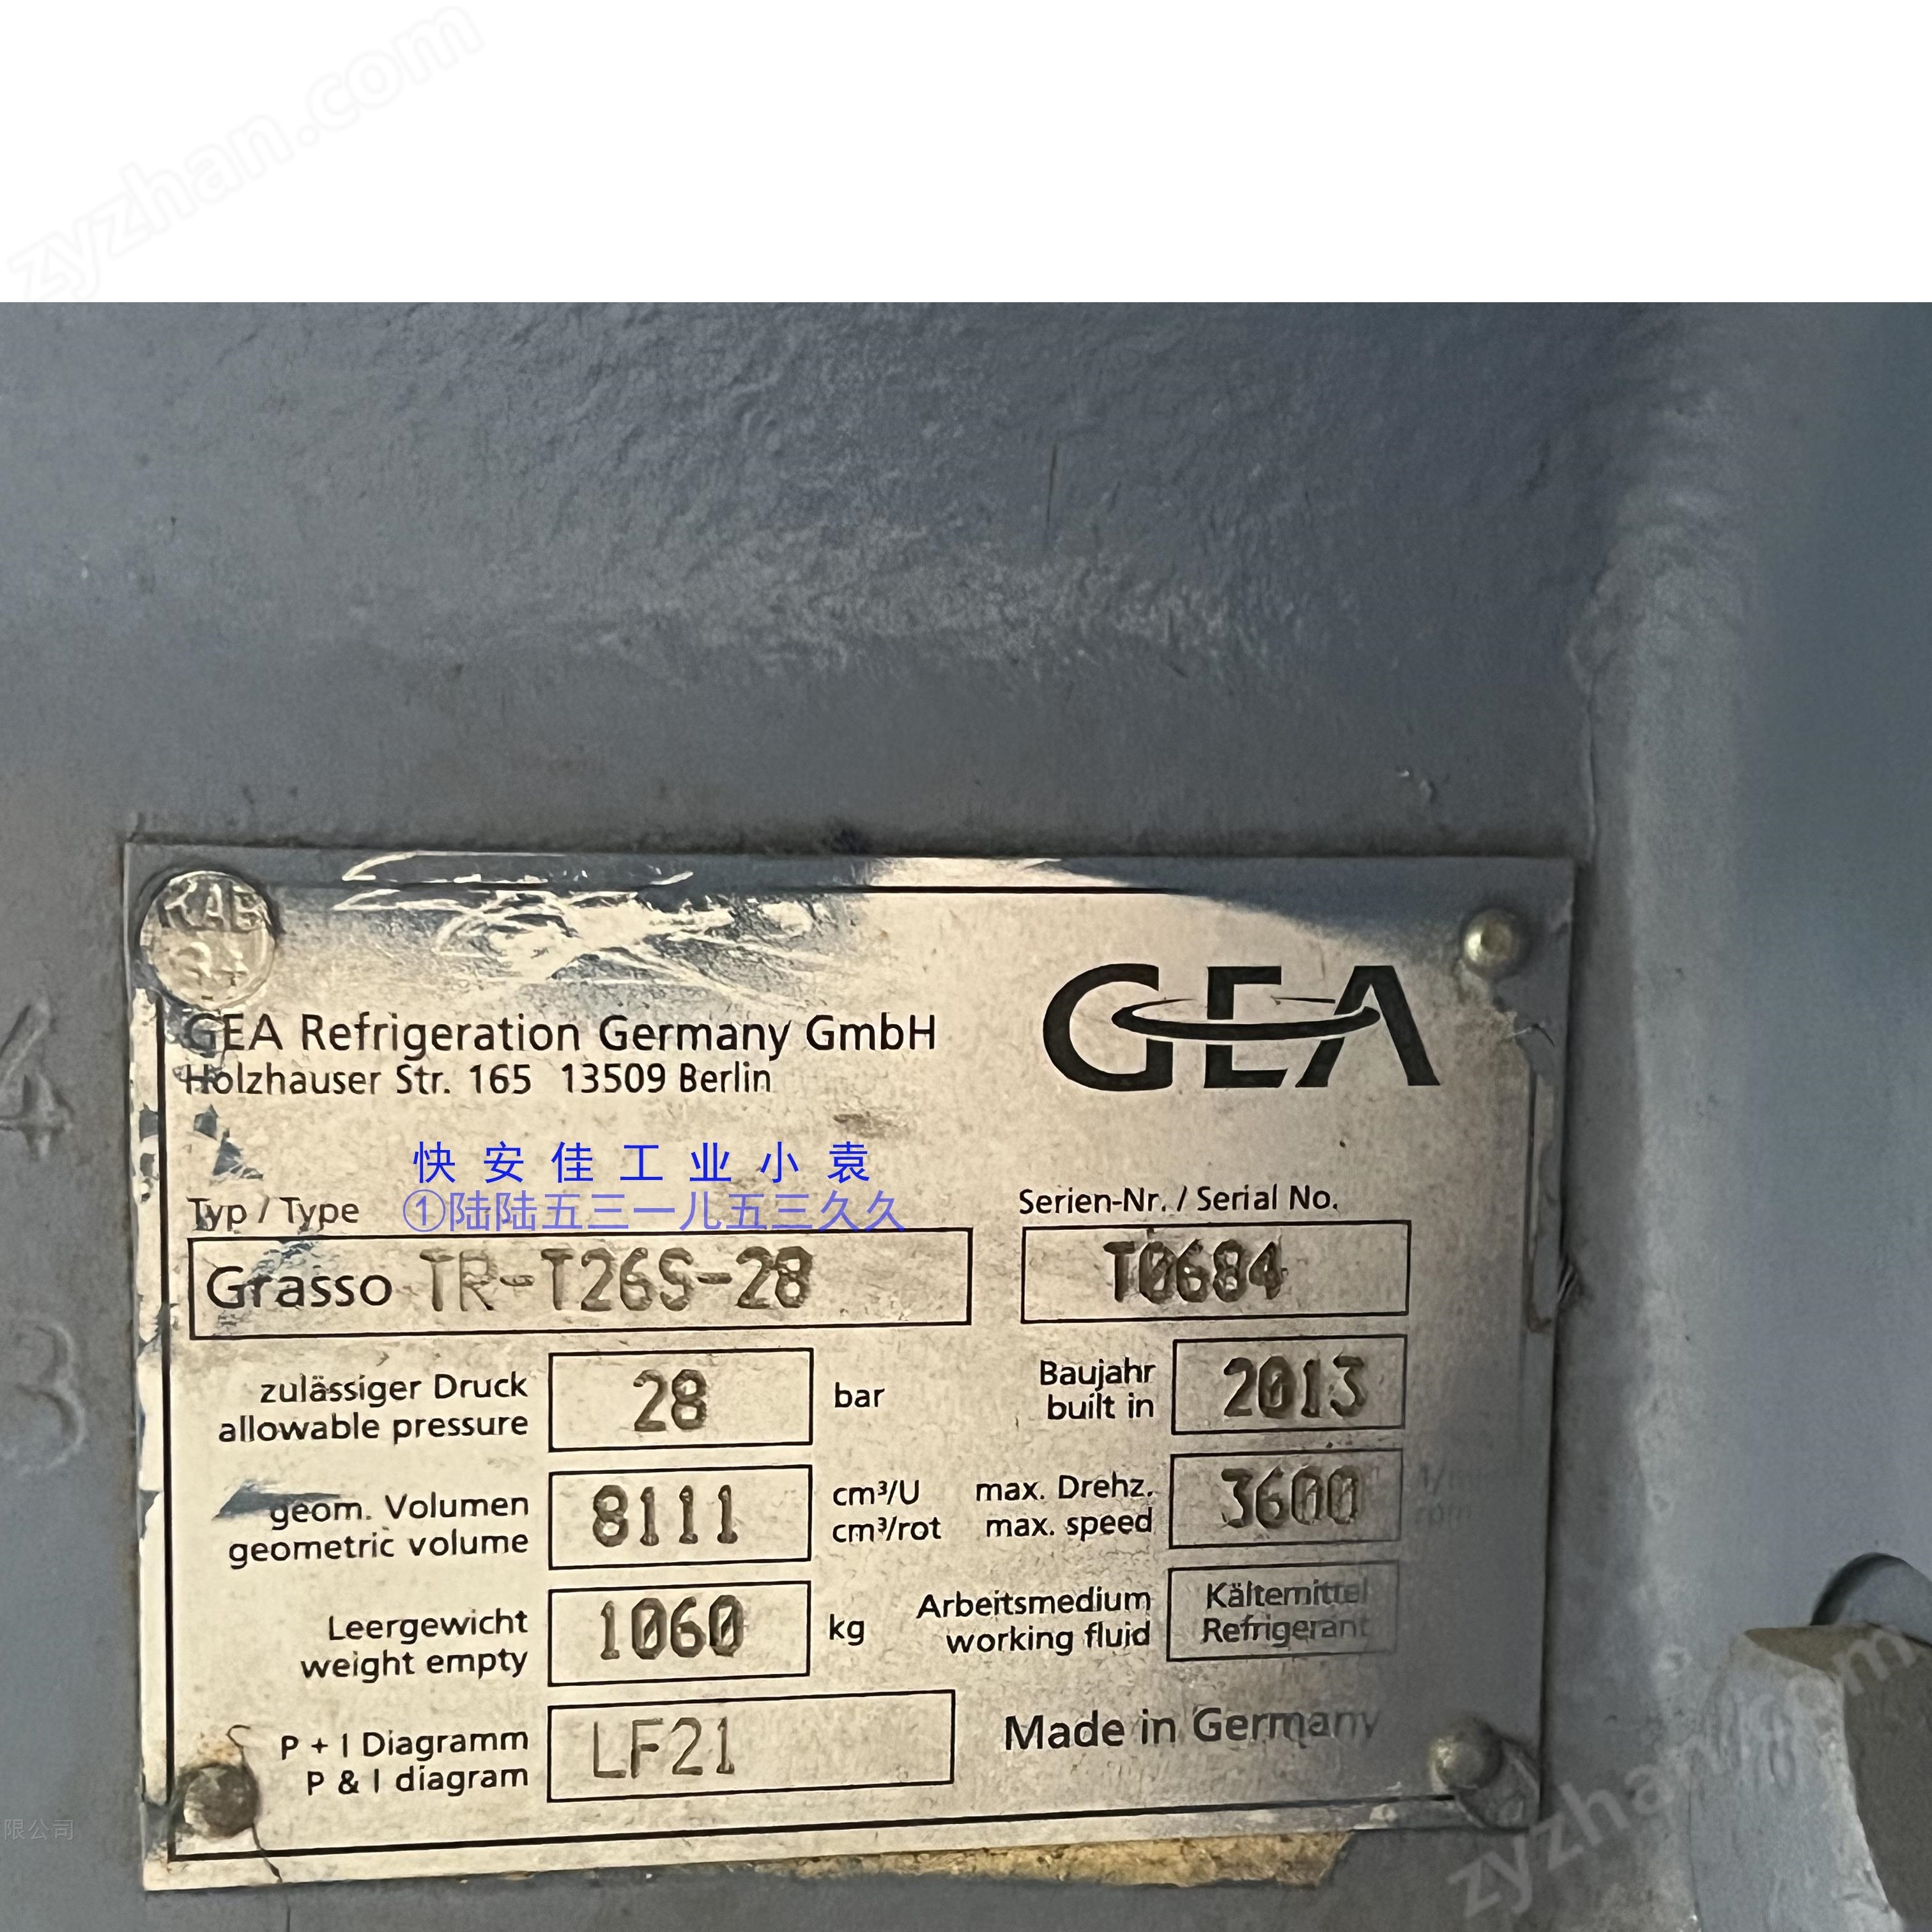 zyzhan.com
4
3
KAB
GEA Refrigeration Germany GmbH
Holzhauser Str. 165 13509 Berlin
GEA
快安佳工业小袁
①陆陆五三一儿五三久久
Typ / Type
Grasso TR-T26S-28
Serien-Nr. / Serial No.
T0684
zulässiger Druck
allowable pressure
28
bar
Baujahr
built in
2013
geom. Volumen
geometric volume
8111
cm³/U
cm³/rot
max. Drehz.
max. speed
3600
rpm
Leergewicht
weight empty
1060
kg
Arbeitsmedium
working fluid
Kältemittel
Refrigerant
P + I Diagramm
P & I diagram
LF21
Made in Germany
限公司
zyzhan.com